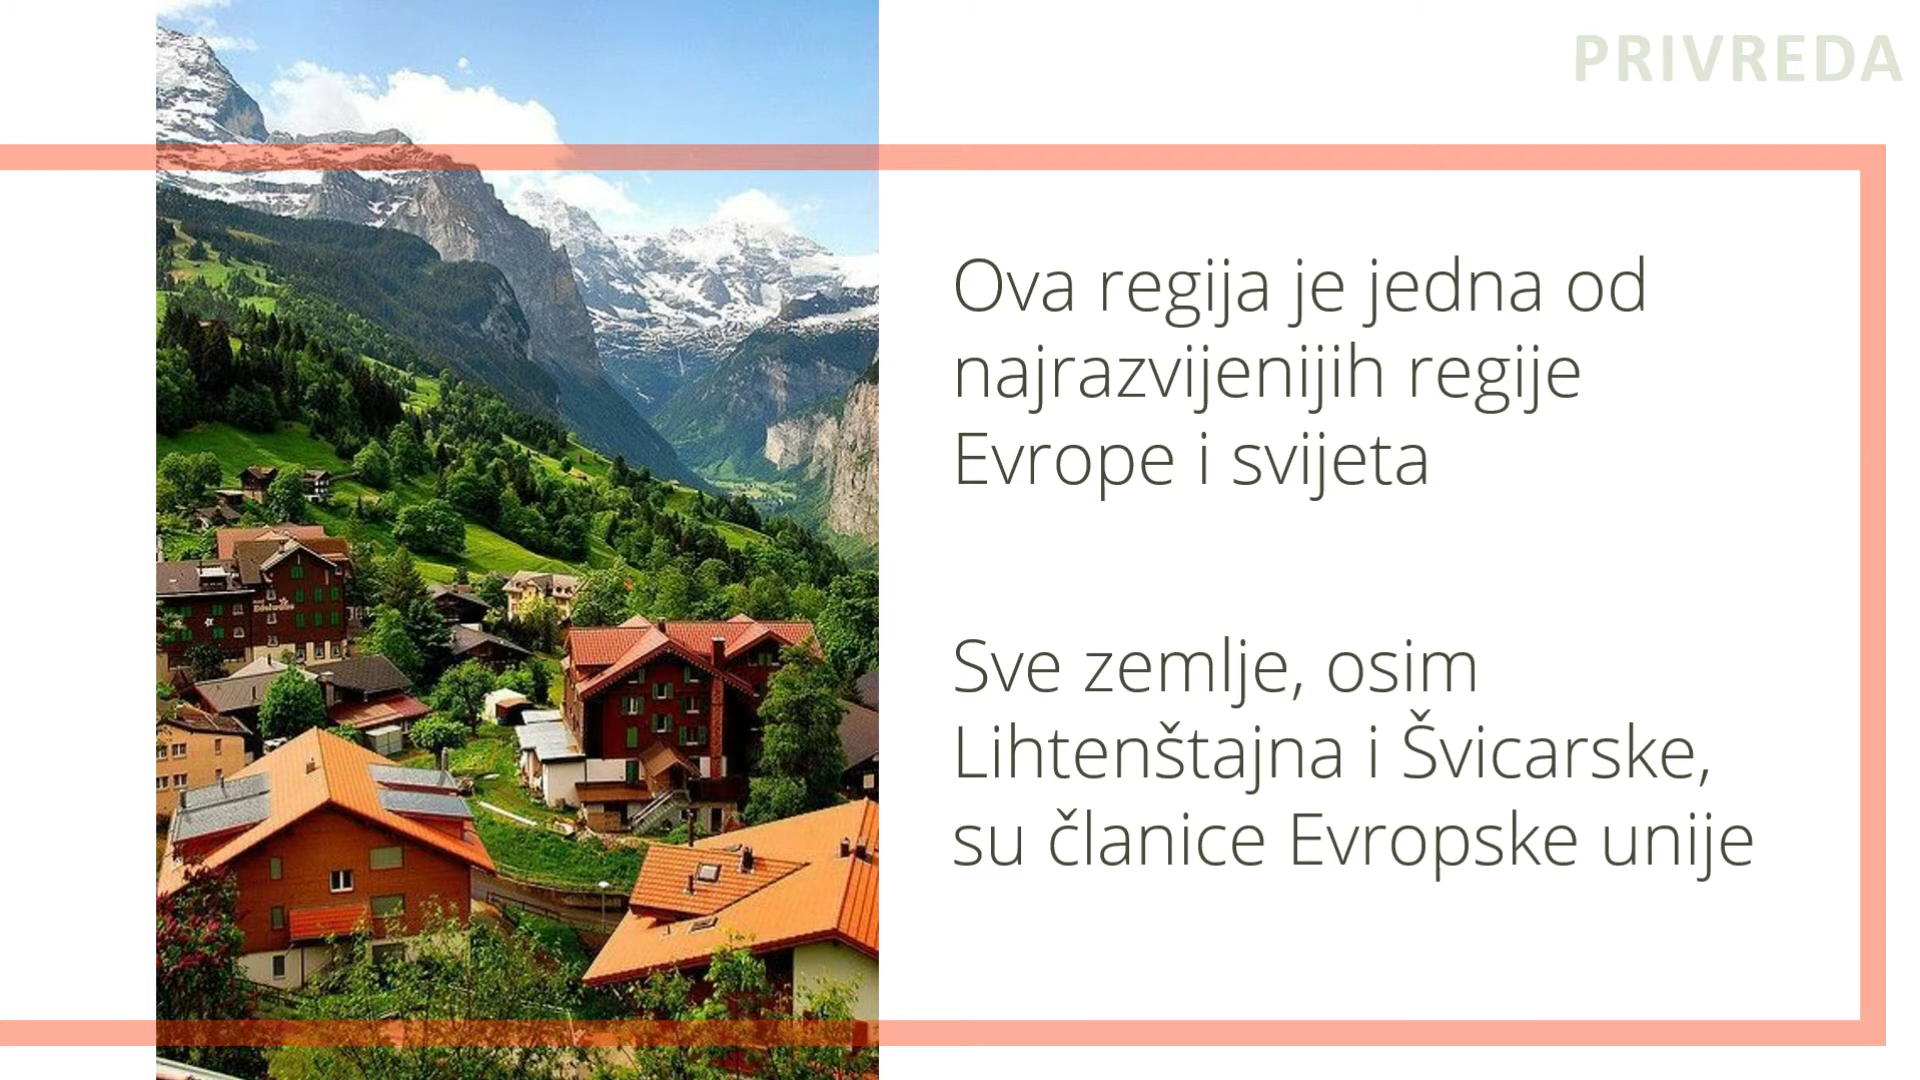 PRIVREDA
Ova regija je jedna od
najrazvijenijih regije
Evrope i svijeta
Sve zemlje, osim
Lihtenštajna i Švicarske,
su članice Evropske unije
Edelweiss